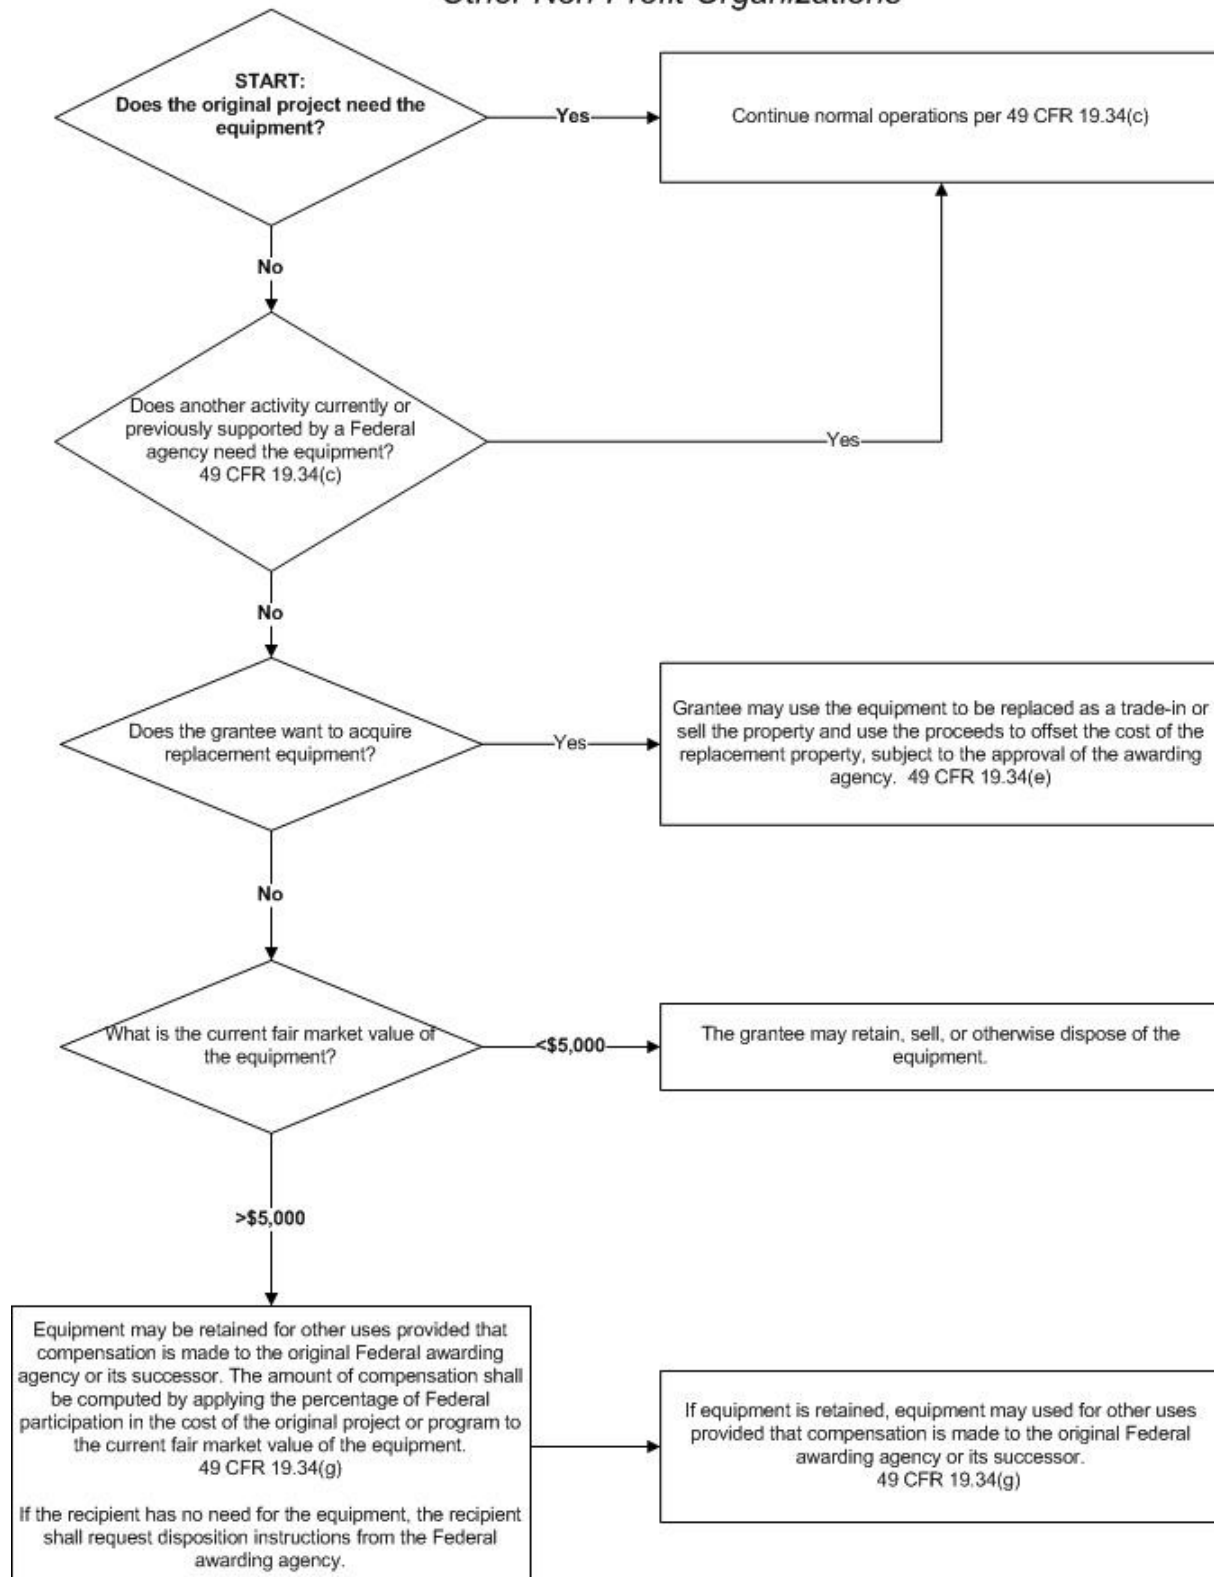 Other Non-Profit Organizations
START:
Does the original project need the
equipment?
Yes
Continue normal operations per 49 CFR 19.34(c)
No
Does another activity currently or
previously supported by a Federal
agency need the equipment?
49 CFR 19.34(c)
Yes
No
Does the grantee want to acquire
replacement equipment?
Yes
Grantee may use the equipment to be replaced as a trade-in or
sell the property and use the proceeds to offset the cost of the
replacement property, subject to the approval of the awarding
agency. 49 CFR 19.34(e)
No
What is the current fair market value of
the equipment?
<$5,000
The grantee may retain, sell, or otherwise dispose of the
equipment.
>$5,000
Equipment may be retained for other uses provided that
compensation is made to the original Federal awarding
agency or its successor. The amount of compensation shall
be computed by applying the percentage of Federal
participation in the cost of the original project or program to
the current fair market value of the equipment.
49 CFR 19.34(g)
If the recipient has no need for the equipment, the recipient
shall request disposition instructions from the Federal
awarding agency.
If equipment is retained, equipment may used for other uses
provided that compensation is made to the original Federal
awarding agency or its successor.
49 CFR 19.34(g)